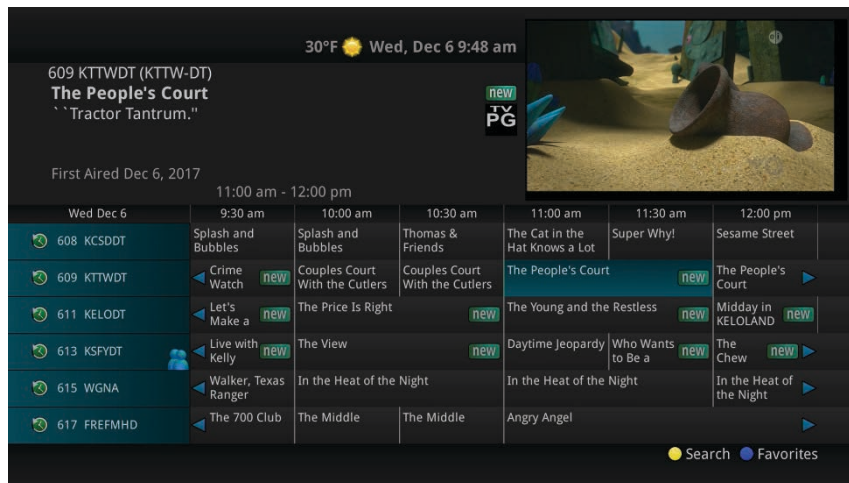 30°F Wed, Dec 6 9:48 am
609 KTTWDT (KTTW-DT)
The People's Court
new
``Tractor Tantrum."
TV
PG
First Aired Dec 6, 2017
11:00 am - 12:00 pm
Wed Dec 6 9:30 am 10:00 am 10:30 am 11:00 am 11:30 am 12:00 pm
608 KCSDDT Splash and Bubbles Splash and Bubbles Thomas & Friends The Cat in the Hat Knows a Lot Super Why! Sesame Street
609 KTTWDT Crime Watch new Couples Court With the Cutlers Couples Court With the Cutlers The People's Court new The People's Court
611 KELODT Let's Make a new The Price Is Right new The Young and the Restless new Midday in KELOLAND new
613 KSFYDT Live with Kelly new The View new Daytime Jeopardy Who Wants to Be a new The Chew new
615 WGNA Walker, Texas Ranger In the Heat of the Night In the Heat of the Night In the Heat of the Night
617 FREFMHD The 700 Club The Middle The Middle Angry Angel
Search Favorites